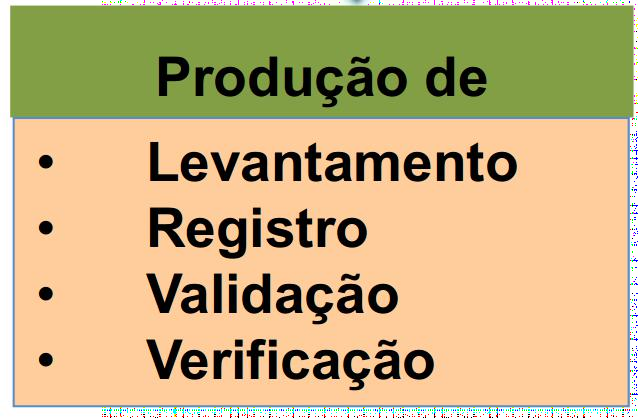 Produção de
• Levantamento
• Registro
• Validação
• Verificação